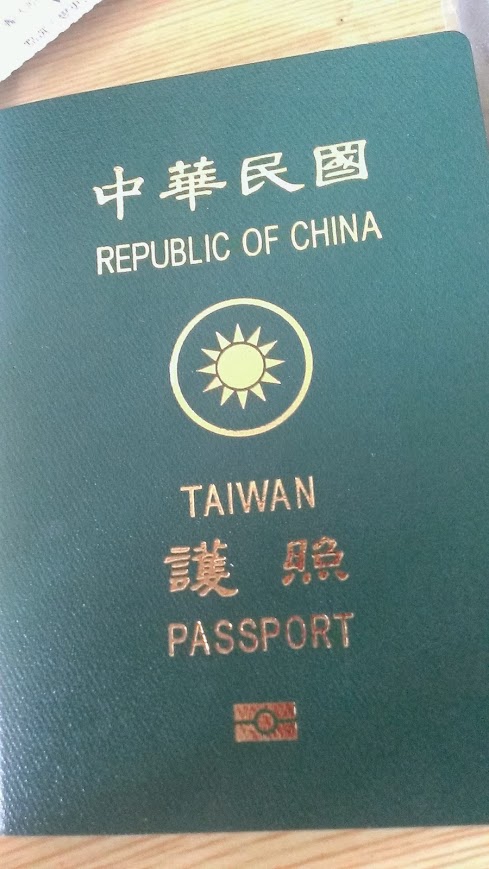 中華民國
REPUBLIC OF CHINA
TAIWAN
護照
PASSPORT